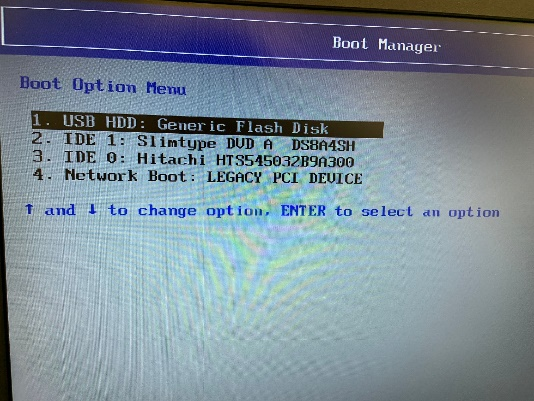 Boot Manager
Boot Option Menu
1. USB HDD: Generic Flash Disk
2. IDE 1: Slimtype DVD A DS8A4SH
3. IDE 0: Hitachi HTS545032B9A300
4. Network Boot: LEGACY PCI DEVICE
↑ and ↓ to change option, ENTER to select an option